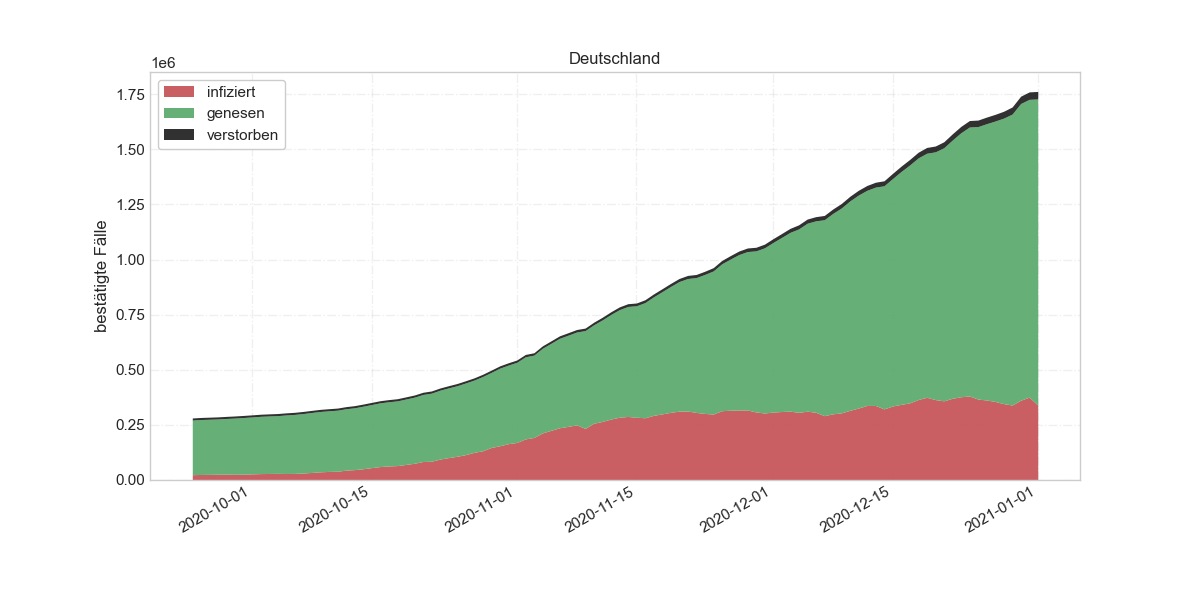 Deutschland
1e6
infiziert
genesen
verstorben
bestätigte Fälle
1.75
1.50
1.25
1.00
0.75
0.50
0.25
0.00
2020-10-01
2020-10-15
2020-11-01
2020-11-15
2020-12-01
2020-12-15
2021-01-01